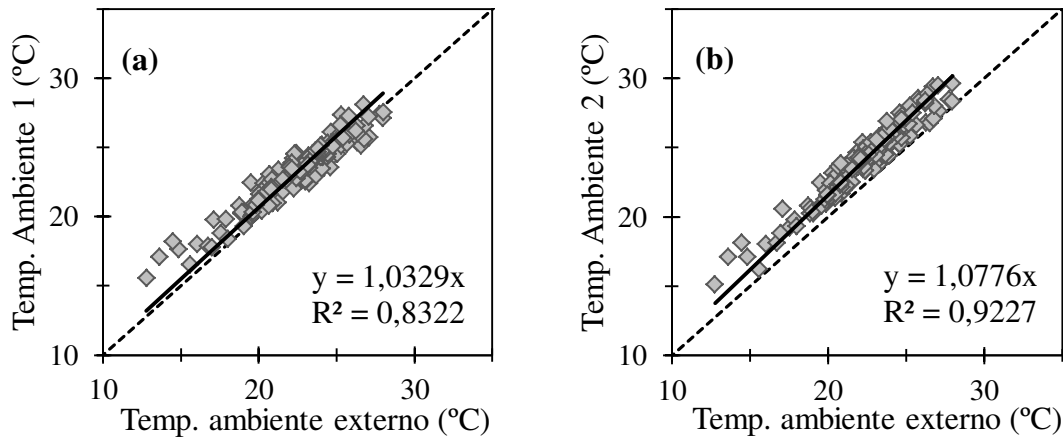 Temp. Ambiente 1 (ºC)
(a)
30
20
10
y = 1,0329x
R² = 0,8322
10 20 30
Temp. ambiente externo (ºC)
Temp. Ambiente 2 (ºC)
(b)
30
20
10
y = 1,0776x
R² = 0,9227
10 20 30
Temp. ambiente externo (ºC)